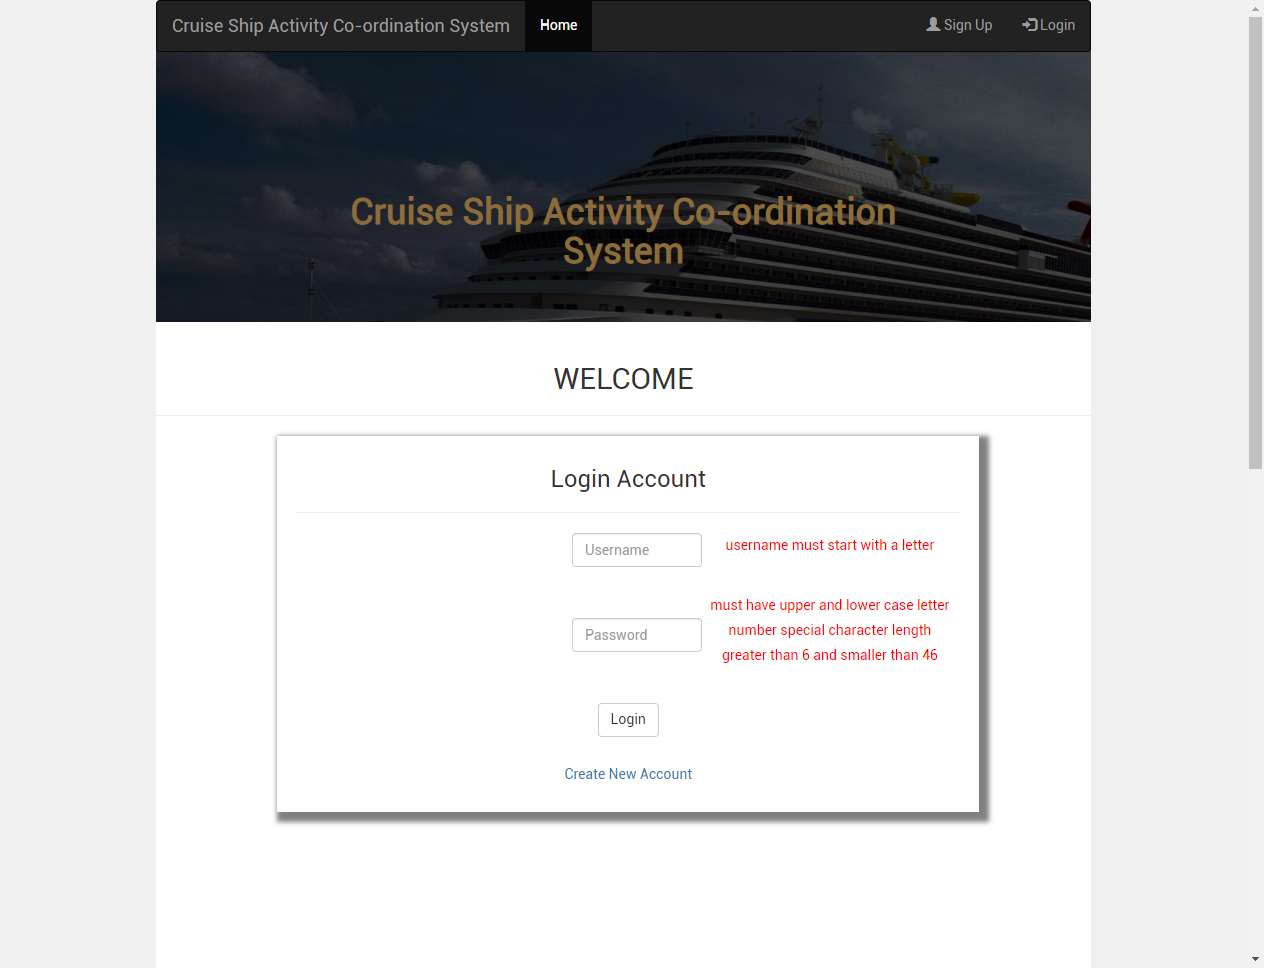 Cruise Ship Activity Co-ordination System
Home
Sign Up
Login
Cruise Ship Activity Co-ordination
System
WELCOME
Login Account
Username
username must start with a letter
must have upper and lower case letter
Password
number special character length
greater than 6 and smaller than 46
Login
Create New Account